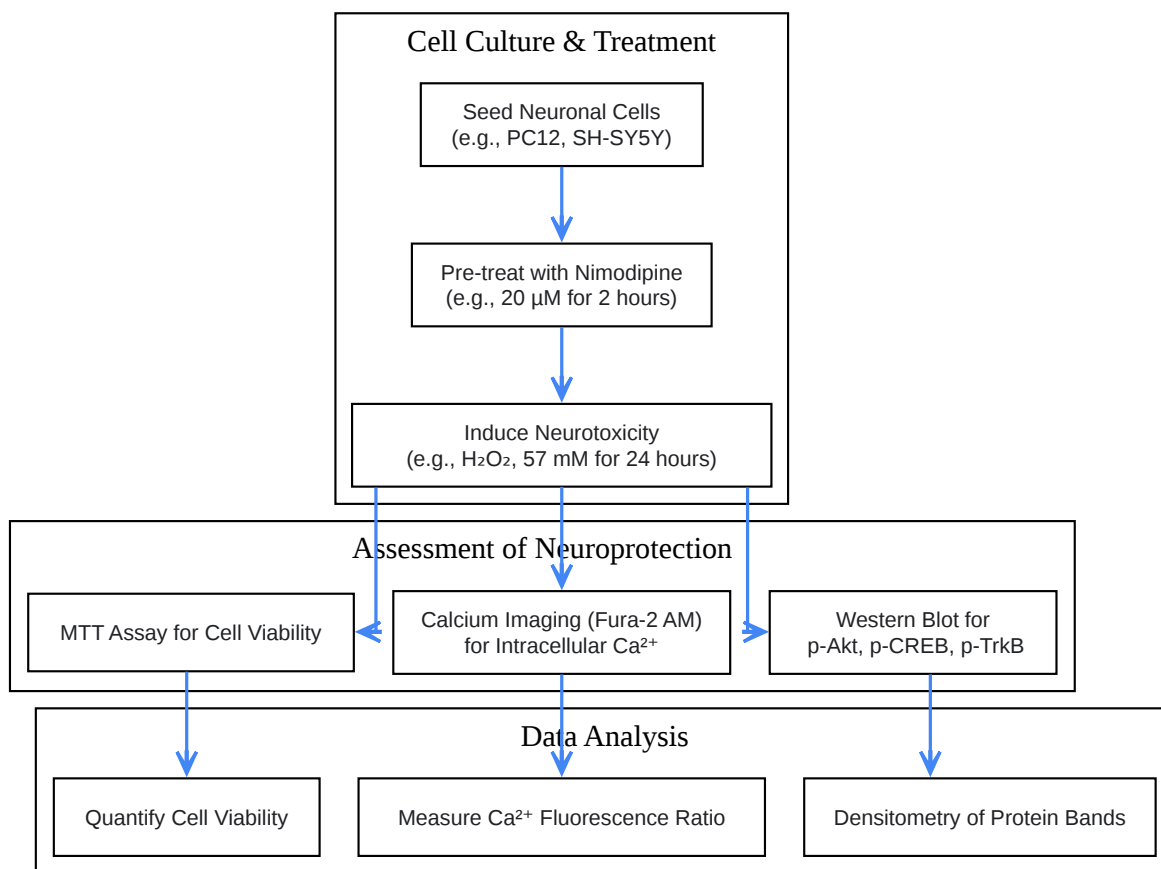 Cell Culture & Treatment
Seed Neuronal Cells
(e.g., PC12, SH-SY5Y)
Pre-treat with Nimodipine
(e.g., 20 µM for 2 hours)
Induce Neurotoxicity
(e.g., H₂O₂, 57 mM for 24 hours)
Assessment of Neuroprotection
MTT Assay for Cell Viability
Calcium Imaging (Fura-2 AM)
for Intracellular Ca²⁺
Western Blot for
p-Akt, p-CREB, p-TrkB
Data Analysis
Quantify Cell Viability
Measure Ca²⁺ Fluorescence Ratio
Densitometry of Protein Bands